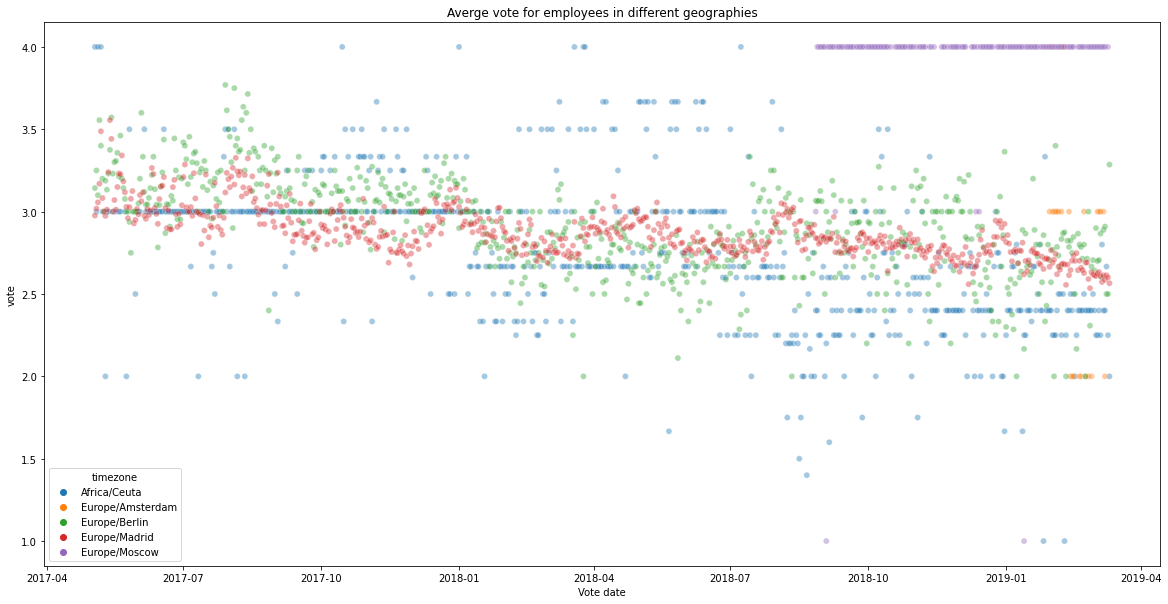 Averge vote for employees in different geographies
vote
4.0
3.5
3.0
2.5
2.0
1.5
1.0
timezone
Africa/Ceuta
Europe/Amsterdam
Europe/Berlin
Europe/Madrid
Europe/Moscow
2017-04 2017-07 2017-10 2018-01 2018-04 2018-07 2018-10 2019-01 2019-04
Vote date